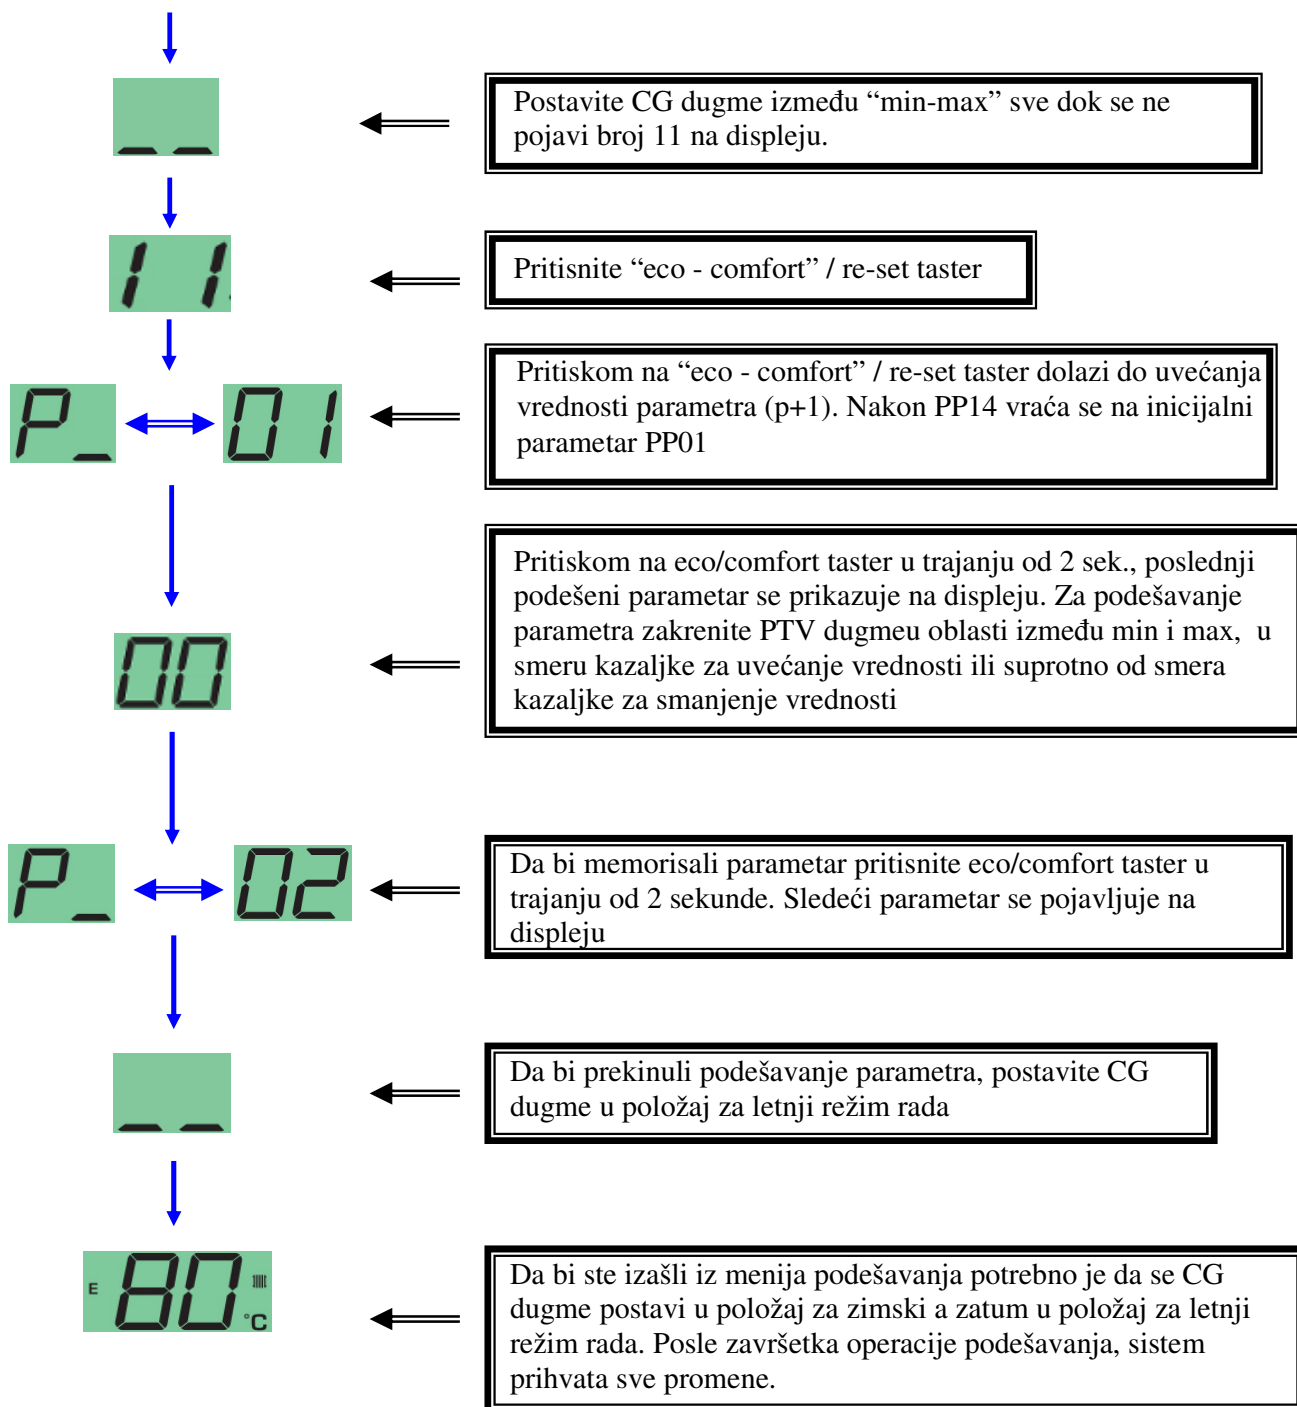 _ _
Postavite CG dugme između “min-max” sve dok se ne
pojavi broj 11 na displeju.
11.
Pritisnite “eco - comfort” / re-set taster
P_ 01
Pritiskom na “eco - comfort” / re-set taster dolazi do uvećanja
vrednosti parametra (p+1). Nakon PP14 vraća se na inicijalni
parametar PP01
00
Pritiskom na eco/comfort taster u trajanju od 2 sek., poslednji
podešeni parametar se prikazuje na displeju. Za podešavanje
parametra zakrenite PTV dugmeu oblasti između min i max, u
smeru kazaljke za uvećanje vrednosti ili suprotno od smera
kazaljke za smanjenje vrednosti
P_ 02
Da bi memorisali parametar pritisnite eco/comfort taster u
trajanju od 2 sekunde. Sledeći parametar se pojavljuje na
displeju
_ _
Da bi prekinuli podešavanje parametra, postavite CG
dugme u položaj za letnji režim rada
E 80 °C
Da bi ste izašli iz menija podešavanja potrebno je da se CG
dugme postavi u položaj za zimski a zatum u položaj za letnji
režim rada. Posle završetka operacije podešavanja, sistem
prihvata sve promene.